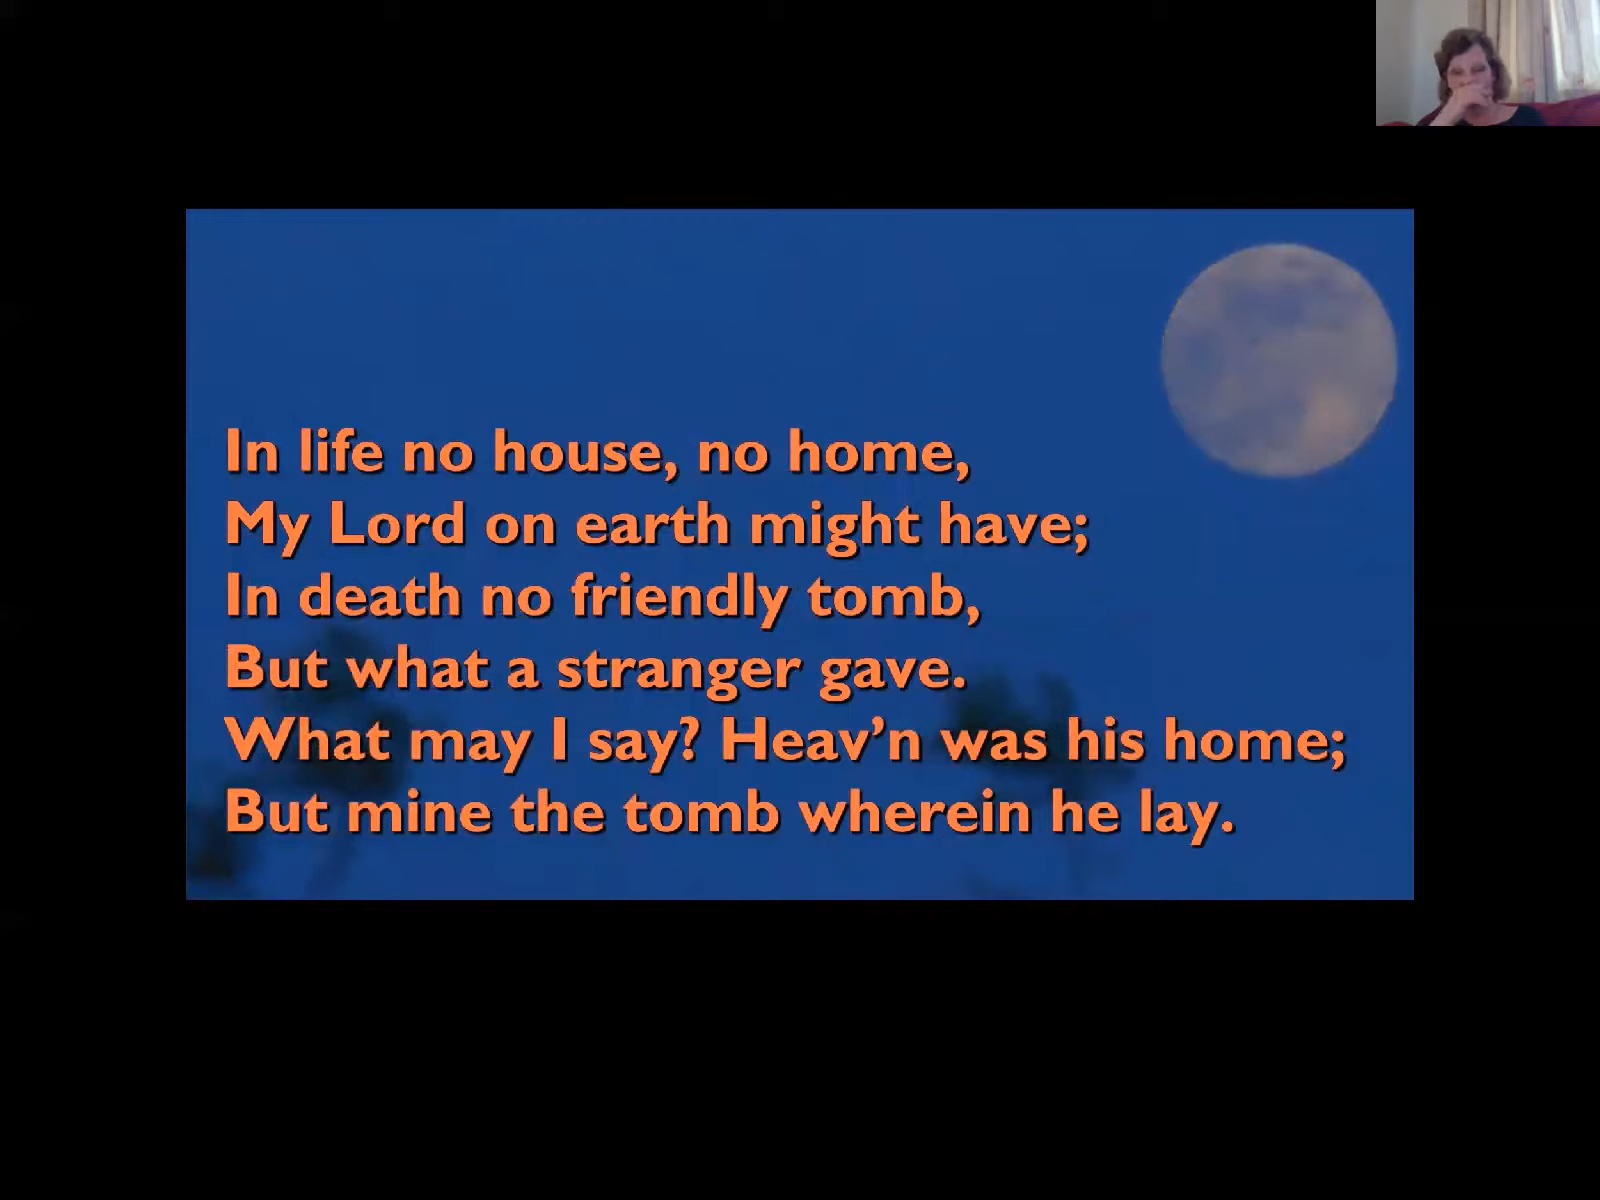 In life no house, no home,
My Lord on earth might have;
In death no friendly tomb,
But what a stranger gave.
What may I say? Heav’n was his home;
But mine the tomb wherein he lay.